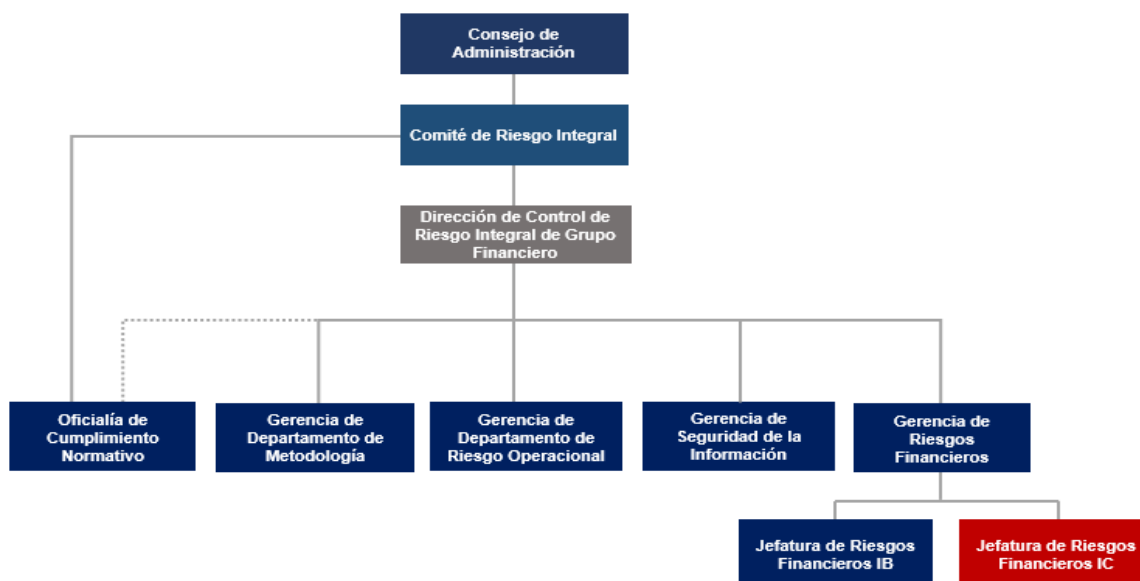 Consejo de
Administración
Comité de Riesgo Integral
Dirección de Control de
Riesgo Integral de Grupo
Financiero
Oficialía de
Cumplimiento
Normativo
Gerencia de
Departamento de
Metodología
Gerencia de
Departamento de
Riesgo Operacional
Gerencia de
Seguridad de la
Información
Gerencia de
Riesgos
Financieros
Jefatura de Riesgos
Financieros IB
Jefatura de Riesgos
Financieros IC